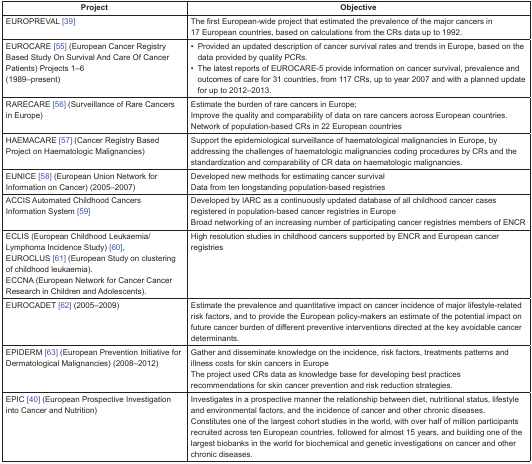 Project
Objective
EUROPREVAL [39]
The first European-wide project that estimated the prevalence of the major cancers in
17 European countries, based on calculations from the CRs data up to 1992.
EUROCARE [55] (European Cancer Registry
Based Study On Survival And Care Of Cancer
Patients) Projects 1–6
(1989–present)
• Provided an updated description of cancer survival rates and trends in Europe, based on the
data provided by quality PCRs.
• The latest reports of EUROCARE-5 provide information on cancer survival, prevalence and
outcomes of care for 31 countries, from 117 CRs, up to year 2007 and with a planned update
for up to 2012–2013.
RARECARE [56] (Surveillance of Rare Cancers
in Europe)
Estimate the burden of rare cancers in Europe;
Improve the quality and comparability of data on rare cancers across European countries.
Network of population-based CRs in 22 European countries
HAEMACARE [57] (Cancer Registry Based
Project on Haematologic Malignancies)
Support the epidemiological surveillance of haematological malignancies in Europe, by
addressing the challenges of haematologic malignancies coding procedures by CRs and the
standardization and comparability of CR data on haematologic malignancies.
EUNICE [58] (European Union Network for
Information on Cancer) (2005–2007)
Developed new methods for estimating cancer survival
Data from ten longstanding population-based registries
ACCIS Automated Childhood Cancers
Information System [59]
Developed by IARC as a continuously updated database of all childhood cancer cases
registered in population-based cancer registries in Europe
Broad networking of an increasing number of participating cancer registries members of ENCR
ECLIS (European Childhood Leukaemia/
Lymphoma Incidence Study) [60],
EUROCLUS [61] (European Study on clustering
of childhood leukaemia).
ECCNA (European Network for Cancer Cancer
Research in Children and Adolescents).
High resolution studies in childhood cancers supported by ENCR and European cancer
registries
EUROCADET [62] (2005–2009)
Estimate the prevalence and quantitative impact on cancer incidence of major lifestyle-related
risk factors, and to provide the European policy-makers an estimate of the potential impact on
future cancer burden of different preventive interventions directed at the key avoidable cancer
determinants.
EPIDERM [63] (European Prevention Initiative for
Dermatological Malignancies) (2008–2012)
Gather and disseminate knowledge on the incidence, risk factors, treatments patterns and
illness costs for skin cancers in Europe
The project used CRs data as knowledge base for developing best practices
recommendations for skin cancer prevention and risk reduction strategies.
EPIC [40] (European Prospective Investigation
into Cancer and Nutrition)
Investigates in a prospective manner the relationship between diet, nutritional status, lifestyle
and environmental factors, and the incidence of cancer and other chronic diseases.
Constitutes one of the largest cohort studies in the world, with over half of million participants
recruited across ten European countries, followed for almost 15 years, and building one of the
largest biobanks in the world for biochemical and genetic investigations on cancer and other
chronic diseases.